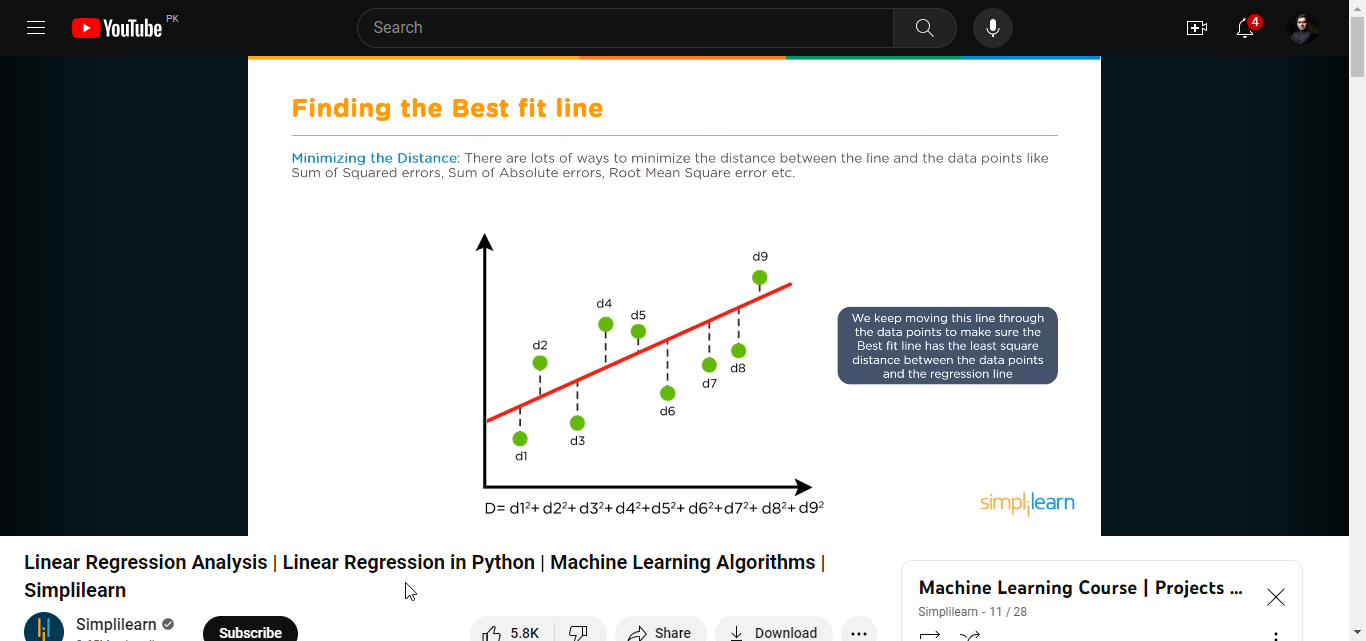 YouTube PK
Search
4
Finding the Best fit line
Minimizing the Distance: There are lots of ways to minimize the distance between the line and the data points like
Sum of Squared errors, Sum of Absolute errors, Root Mean Square error etc.
d9
d4
d5
d2
d8
d7
d6
d3
d1
We keep moving this line through
the data points to make sure the
Best fit line has the least square
distance between the data points
and the regression line
D= d1²+ d2²+ d3²+ d4²+d5²+ d6²+d7²+ d8²+ d9²
simplilearn
Linear Regression Analysis | Linear Regression in Python | Machine Learning Algorithms |
Simplilearn
Simplilearn
Subscribe
5.8K
Share
Download
Machine Learning Course | Projects ...
Simplilearn - 11 / 28